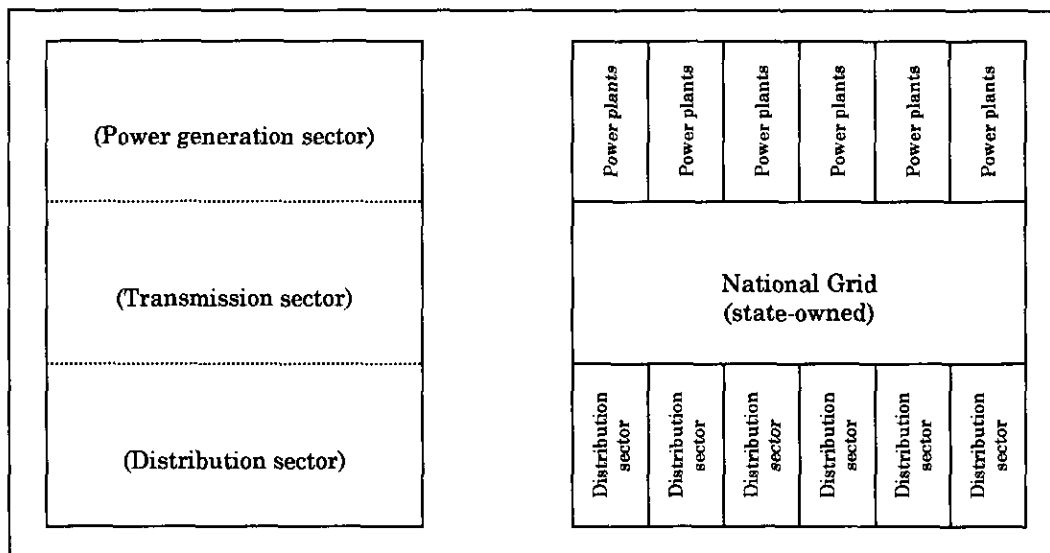 (Power generation sector)
(Transmission sector)
(Distribution sector)
Power plants
Power plants
Power plants
Power plants
Power plants
Power plants
National Grid
(state-owned)
Distribution
sector
Distribution
sector
Distribution
sector
Distribution
sector
Distribution
sector
Distribution
sector